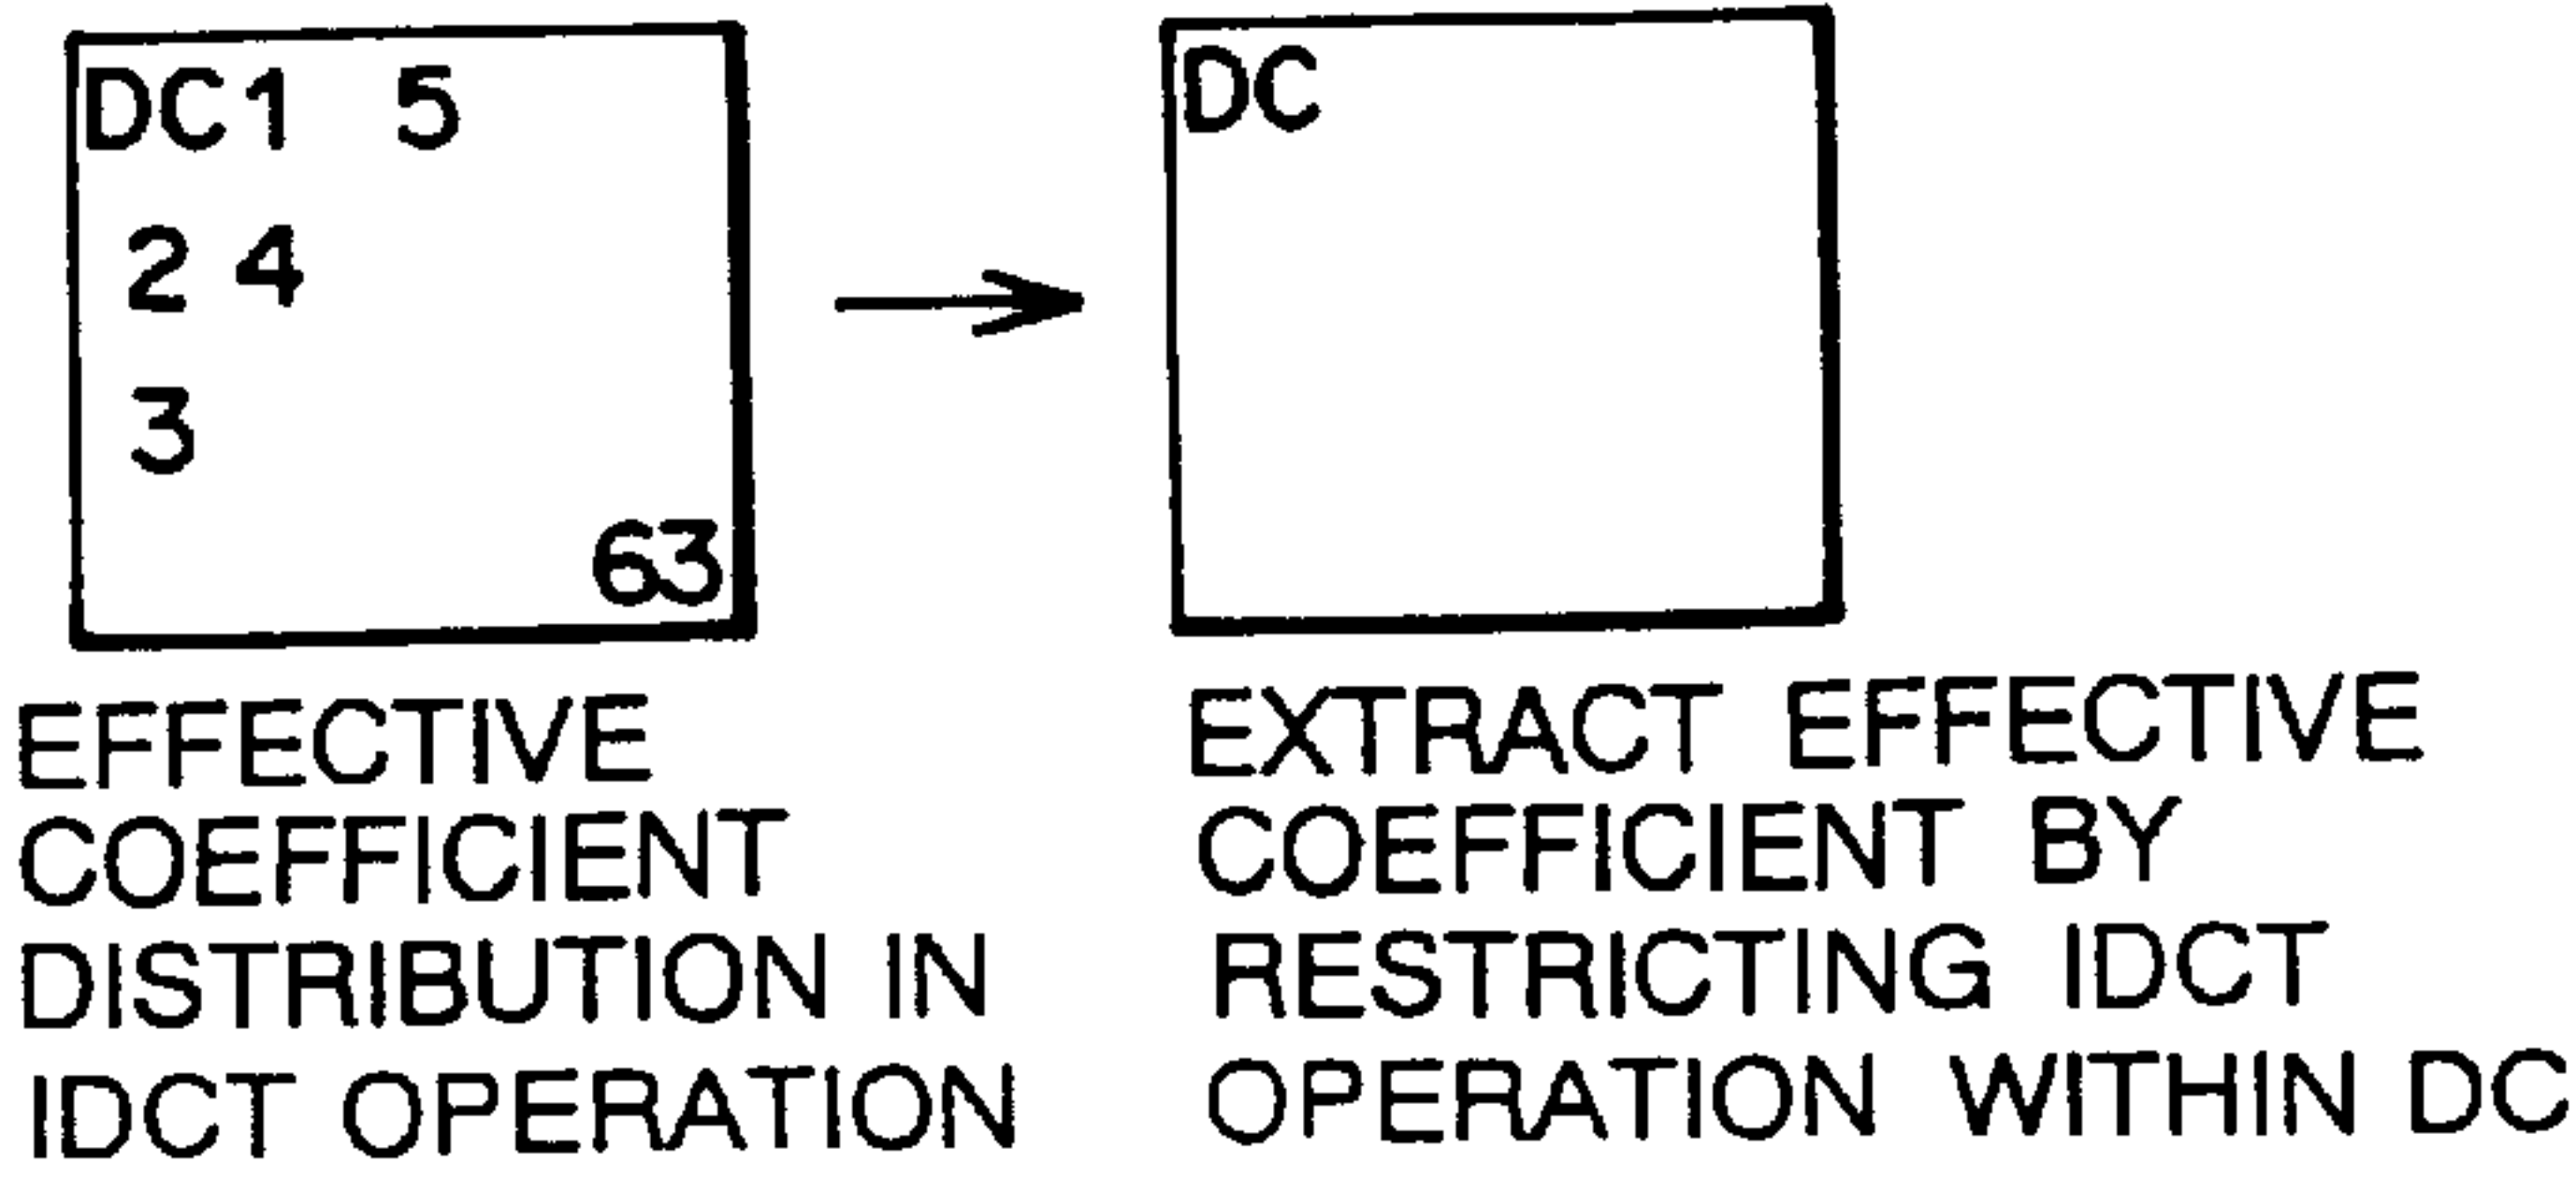 DC1 5
2 4
3
63
DC
EFFECTIVE
COEFFICIENT
DISTRIBUTION IN
IDCT OPERATION
EXTRACT EFFECTIVE
COEFFICIENT BY
RESTRICTING IDCT
OPERATION WITHIN DC